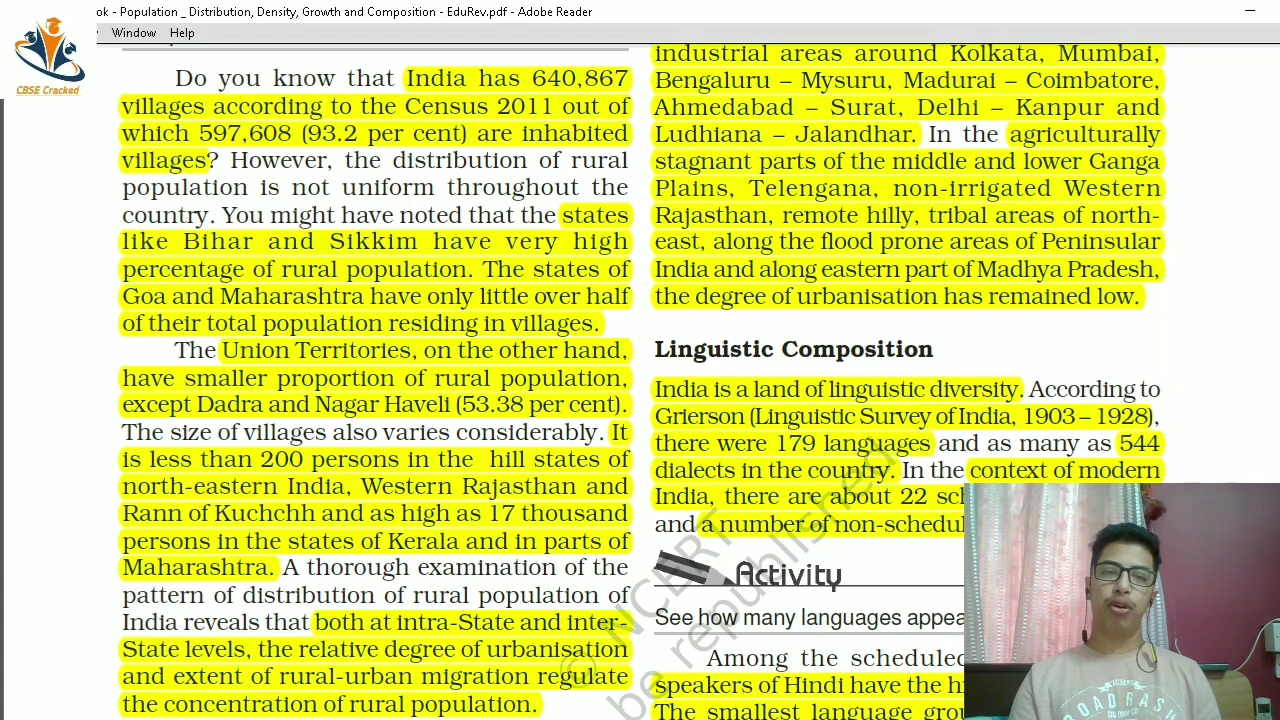 ok - Population _ Distribution, Density, Growth and Composition - EduRev.pdf - Adobe Reader
Window Help
CBSE Cracked
Do you know that India has 640,867
villages according to the Census 2011 out of
which 597,608 (93.2 per cent) are inhabited
villages? However, the distribution of rural
population is not uniform throughout the
country. You might have noted that the states
like Bihar and Sikkim have very high
percentage of rural population. The states of
Goa and Maharashtra have only little over half
of their total population residing in villages.
The Union Territories, on the other hand,
have smaller proportion of rural population,
except Dadra and Nagar Haveli (53.38 per cent).
The size of villages also varies considerably. It
is less than 200 persons in the hill states of
north-eastern India, Western Rajasthan and
Rann of Kuchchh and as high as 17 thousand
persons in the states of Kerala and in parts of
Maharashtra. A thorough examination of the
pattern of distribution of rural population of
India reveals that both at intra-State and inter-
State levels, the relative degree of urbanisation
and extent of rural-urban migration regulate
the concentration of rural population.
industrial areas around Kolkata, Mumbai,
Bengaluru – Mysuru, Madurai – Coimbatore,
Ahmedabad – Surat, Delhi – Kanpur and
Ludhiana – Jalandhar. In the agriculturally
stagnant parts of the middle and lower Ganga
Plains, Telengana, non-irrigated Western
Rajasthan, remote hilly, tribal areas of north-
east, along the flood prone areas of Peninsular
India and along eastern part of Madhya Pradesh,
the degree of urbanisation has remained low.
Linguistic Composition
India is a land of linguistic diversity. According to
Grierson (Linguistic Survey of India, 1903 – 1928),
there were 179 languages and as many as 544
dialects in the country. In the context of modern
India, there are about 22 sch
and a number of non-schedul
Activity
See how many languages appea
Among the scheduled
speakers of Hindi have the hi
The smallest language grou
© NCERT
be republished
ROAD RASH